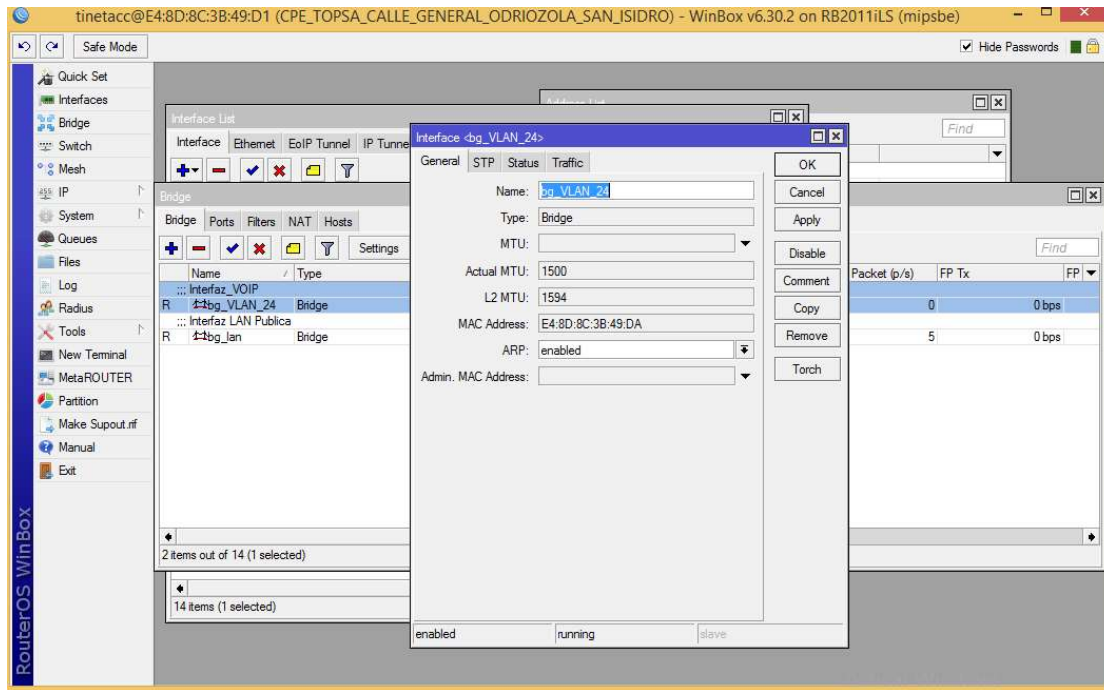 tinetacc@E4:8D:8C:3B:49:D1 (CPE_TOPSA_CALLE_GENERAL_ODRIOZOLA_SAN_ISIDRO) - WinBox v6.30.2 on RB2011iLS (mipsbe)
Safe Mode
Hide Passwords
Quick Set
Interfaces
Bridge
Switch
Mesh
IP
System
Queues
Files
Log
Radius
Tools
New Terminal
MetaROUTER
Partition
Make Supout.rif
Manual
Exit
RouterOS WinBox
Address List
Find
Interface List
Interface Ethernet EoIP Tunnel IP Tunne
Bridge
Bridge Ports Filters NAT Hosts
Settings
Find
Name Type
Packet (p/s) FP Tx FP
;;; Interfaz_VOIP
R bg_VLAN_24 Bridge 0 0 bps
;;; Interfaz LAN Publica
R bg_lan Bridge 5 0 bps
2 items out of 14 (1 selected)
14 items (1 selected)
Interface <bg_VLAN_24>
General STP Status Traffic
Name: bg_VLAN_24
Type: Bridge
MTU:
Actual MTU: 1500
L2 MTU: 1594
MAC Address: E4:8D:8C:3B:49:DA
ARP: enabled
Admin. MAC Address:
OK
Cancel
Apply
Disable
Comment
Copy
Remove
Torch
enabled running slave